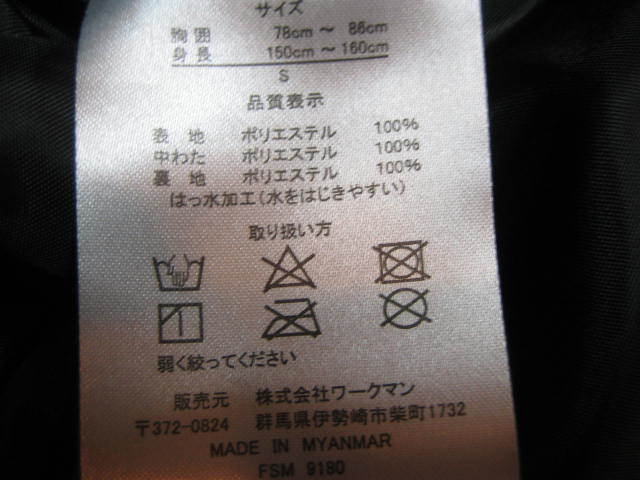 サイズ
胸囲 78cm ～ 86cm
身長 150cm ～ 160cm
S
品質表示
表 地 ポリエステル 100%
中わた ポリエステル 100%
裏 地 ポリエステル 100%
はっ水加工(水をはじきやすい)
取り扱い方
弱く絞ってください
販売元 株式会社ワークマン
〒372-0824 群馬県伊勢崎市柴町1732
MADE IN MYANMAR
FSM 9180